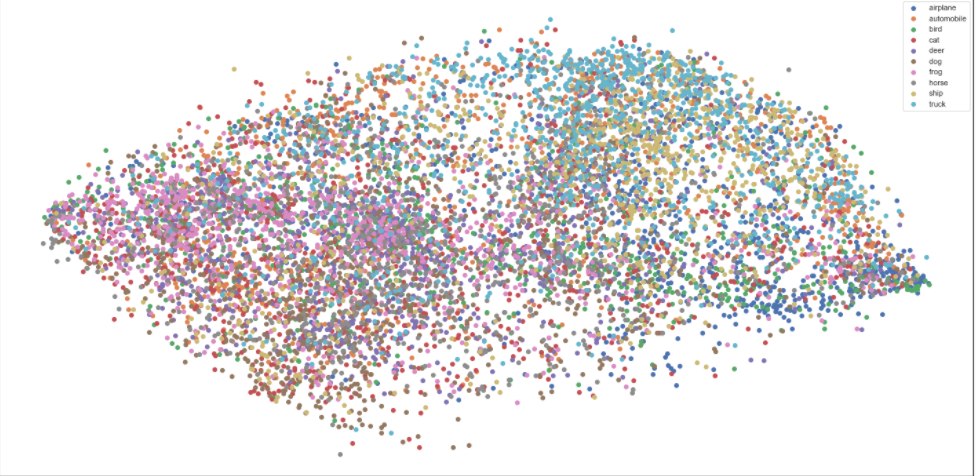 airplane
automobile
bird
cat
deer
dog
frog
horse
ship
truck